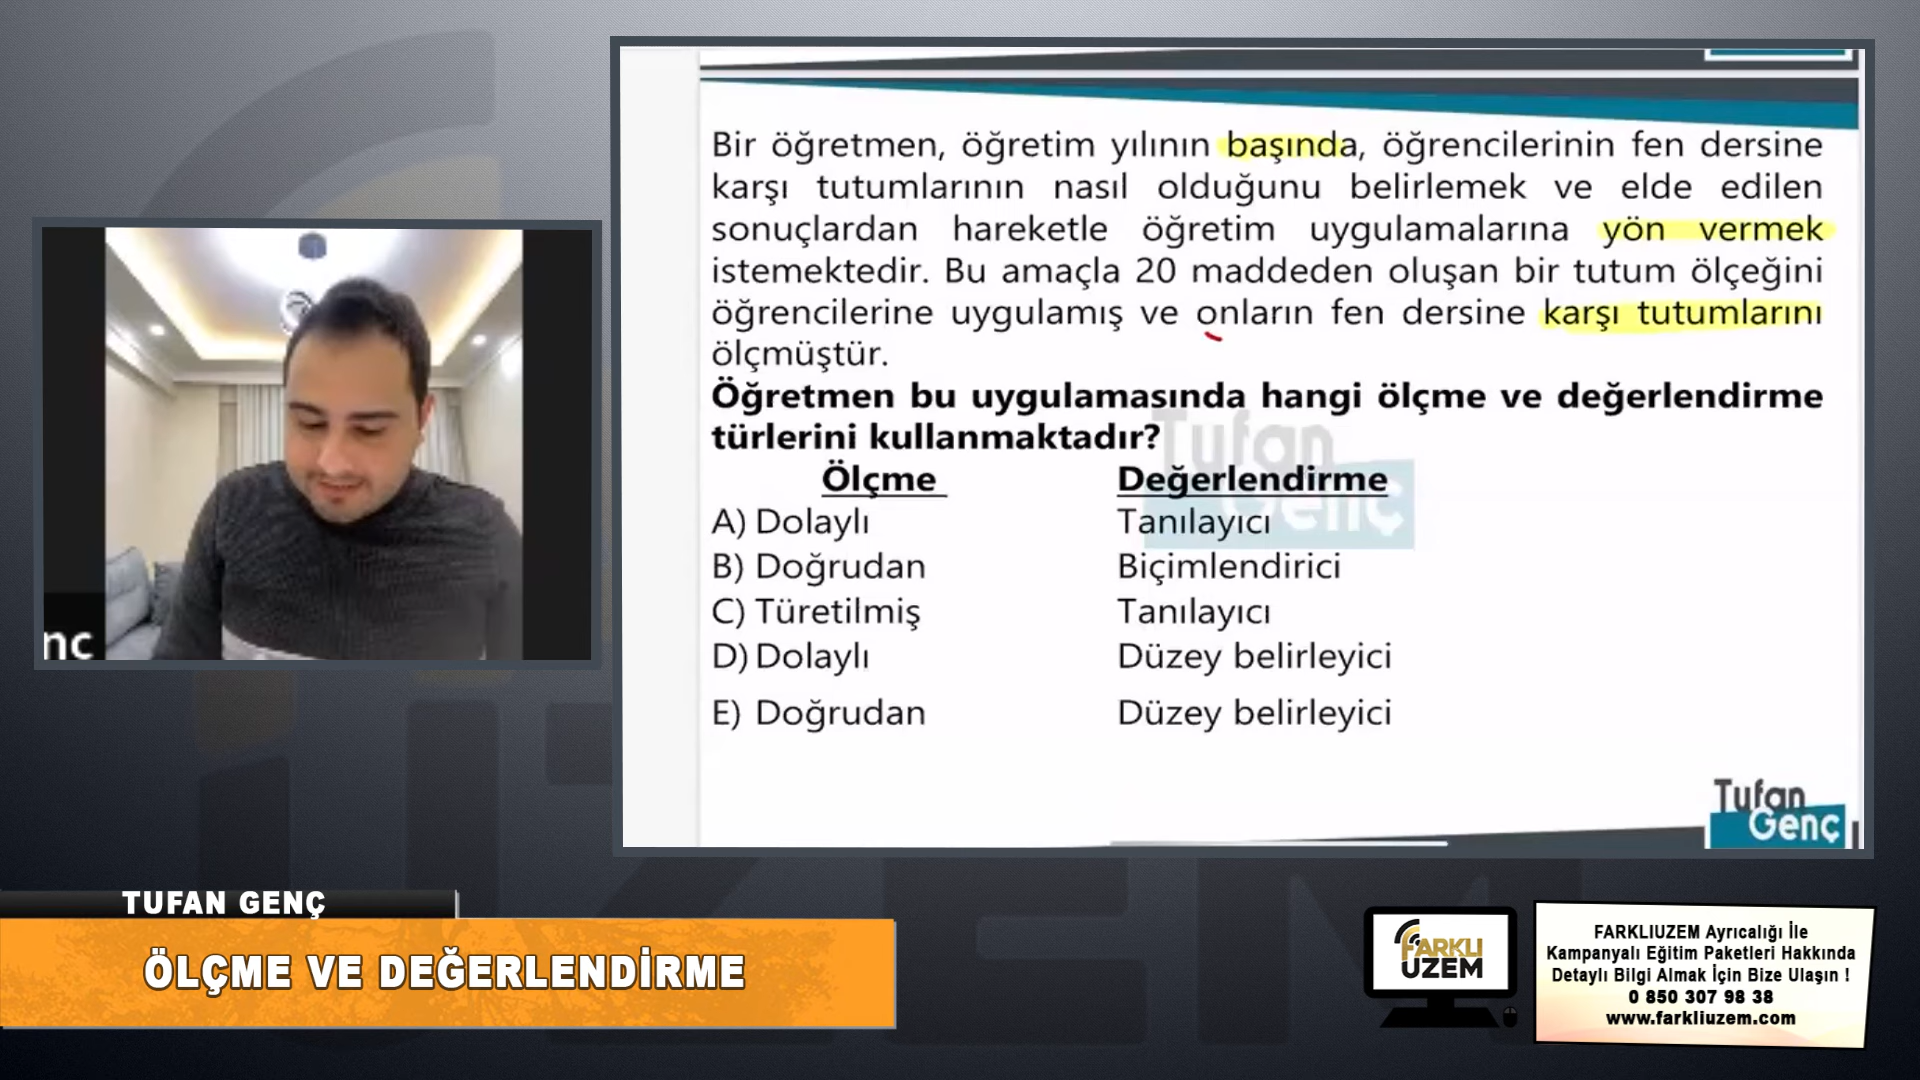 Bir öğretmen, öğretim yılının başında, öğrencilerinin fen dersine
karşı tutumlarının nasıl olduğunu belirlemek ve elde edilen
sonuçlardan hareketle öğretim uygulamalarına yön vermek
istemektedir. Bu amaçla 20 maddeden oluşan bir tutum ölçeğini
öğrencilerine uygulamış ve onların fen dersine karşı tutumlarını
ölçmüştür.
Öğretmen bu uygulamasında hangi ölçme ve değerlendirme
türlerini kullanmaktadır?
Ölçme Değerlendirme
A) Dolaylı Tanılayıcı
B) Doğrudan Biçimlendirici
C) Türetilmiş Tanılayıcı
D) Dolaylı Düzey belirleyici
E) Doğrudan Düzey belirleyici
Tufan
Genç
Tufan
Genç
nç
TUFAN GENÇ
ÖLÇME VE DEĞERLENDİRME
FARKLI
UZEM
FARKLIUZEM Ayrıcalığı İle
Kampanyalı Eğitim Paketleri Hakkında
Detaylı Bilgi Almak İçin Bize Ulaşın !
0 850 307 98 38
www.farkliuzem.com